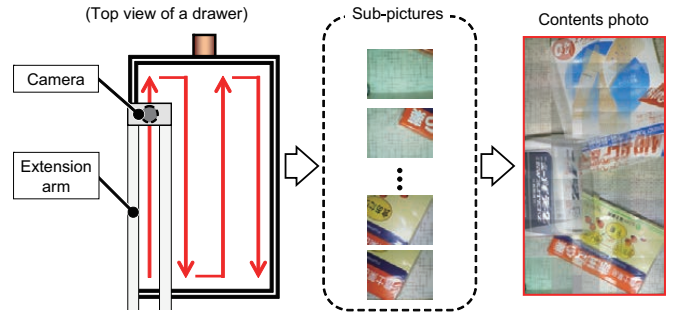 (Top view of a drawer)
Sub-pictures
Contents photo
Camera
Extension
arm